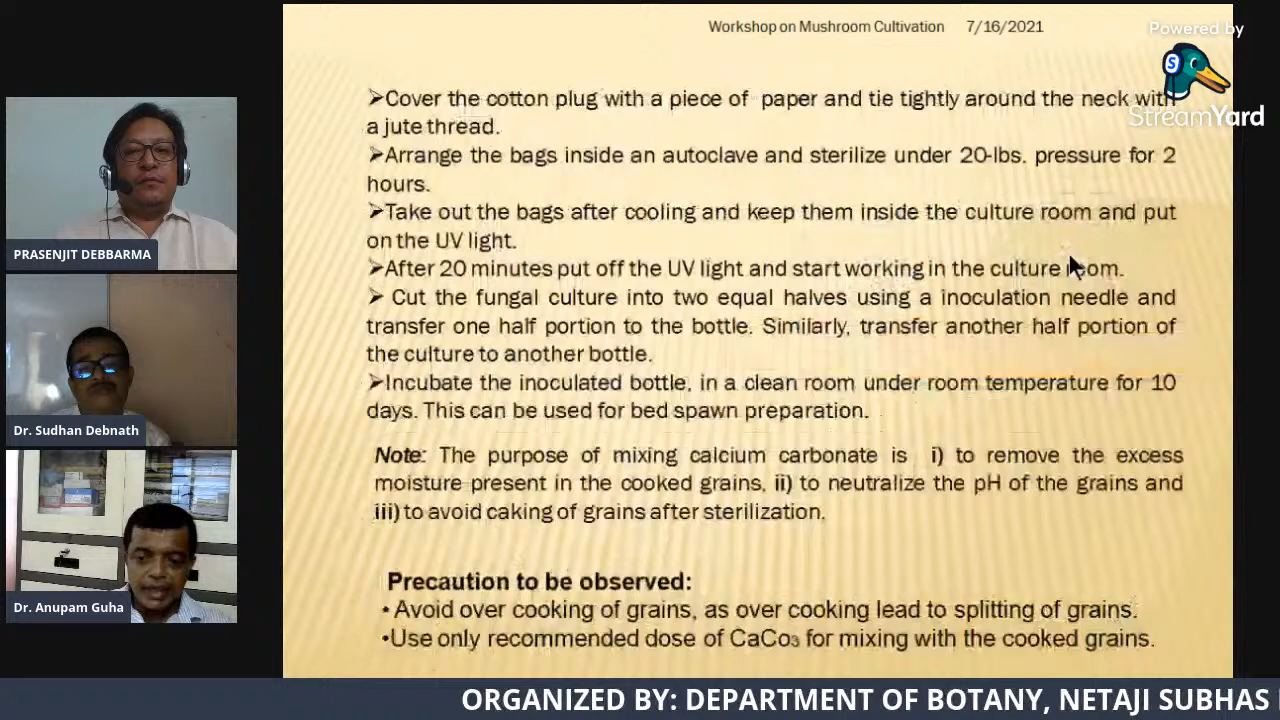 Workshop on Mushroom Cultivation 7/16/2021
Powered by
StreamYard
➢Cover the cotton plug with a piece of paper and tie tightly around the neck with
a jute thread.
➢Arrange the bags inside an autoclave and sterilize under 20-lbs. pressure for 2
hours.
➢Take out the bags after cooling and keep them inside the culture room and put
on the UV light.
➢After 20 minutes put off the UV light and start working in the culture room.
➢ Cut the fungal culture into two equal halves using a inoculation needle and
transfer one half portion to the bottle. Similarly, transfer another half portion of
the culture to another bottle.
➢Incubate the inoculated bottle, in a clean room under room temperature for 10
days. This can be used for bed spawn preparation.
Note: The purpose of mixing calcium carbonate is i) to remove the excess
moisture present in the cooked grains, ii) to neutralize the pH of the grains and
iii) to avoid caking of grains after sterilization.
Precaution to be observed:
• Avoid over cooking of grains, as over cooking lead to splitting of grains.
•Use only recommended dose of CaCo₃ for mixing with the cooked grains.
PRASENJIT DEBBARMA
Dr. Sudhan Debnath
Dr. Anupam Guha
ORGANIZED BY: DEPARTMENT OF BOTANY, NETAJI SUBHAS